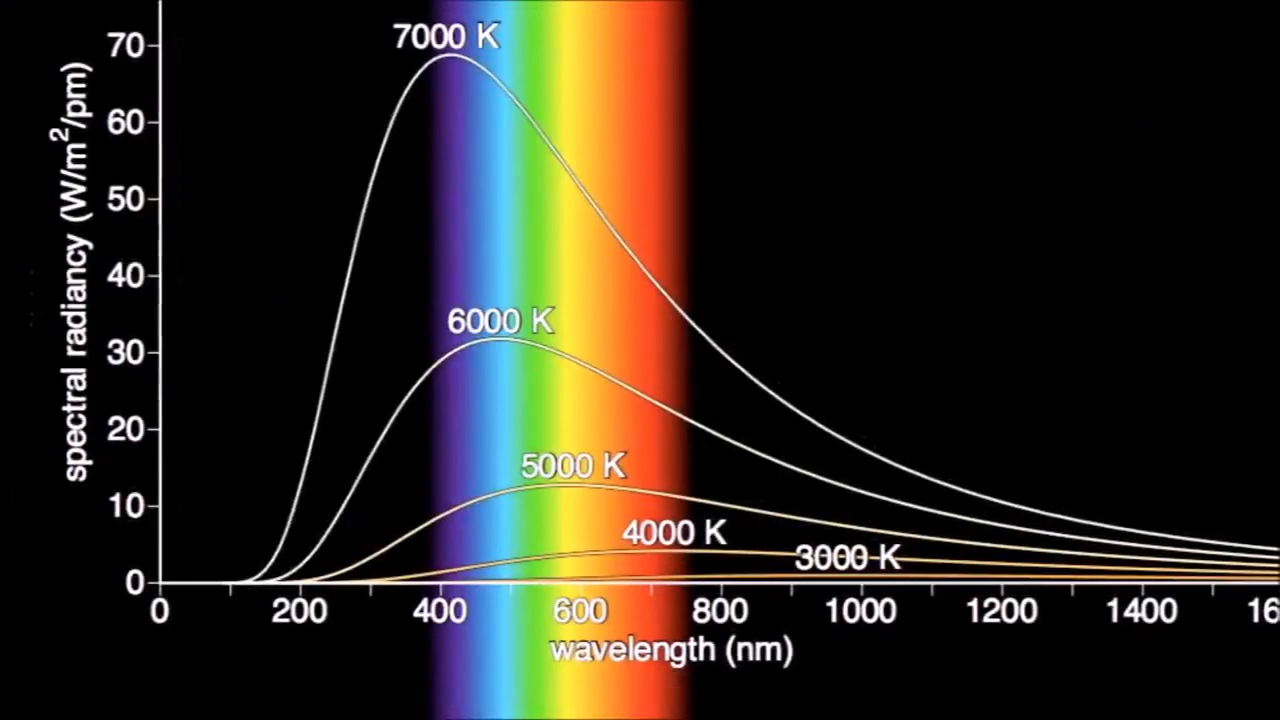 70
60
50
40
30
20
10
0
spectral radiancy (W/m²/pm)
7000 K
6000 K
5000 K
4000 K
3000 K
0 200 400 600 800 1000 1200 1400 16
wavelength (nm)